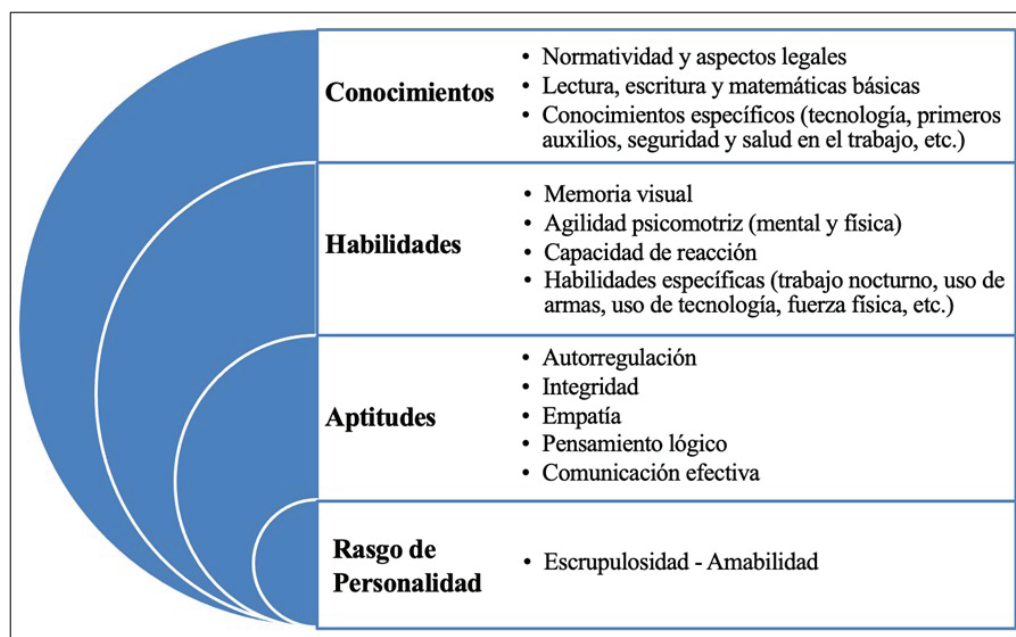 Conocimientos
• Normatividad y aspectos legales
• Lectura, escritura y matemáticas básicas
• Conocimientos específicos (tecnología, primeros
auxilios, seguridad y salud en el trabajo, etc.)
Habilidades
• Memoria visual
• Agilidad psicomotriz (mental y física)
• Capacidad de reacción
• Habilidades específicas (trabajo nocturno, uso de
armas, uso de tecnología, fuerza física, etc.)
Aptitudes
• Autorregulación
• Integridad
• Empatía
• Pensamiento lógico
• Comunicación efectiva
Rasgo de
Personalidad
• Escrupulosidad - Amabilidad